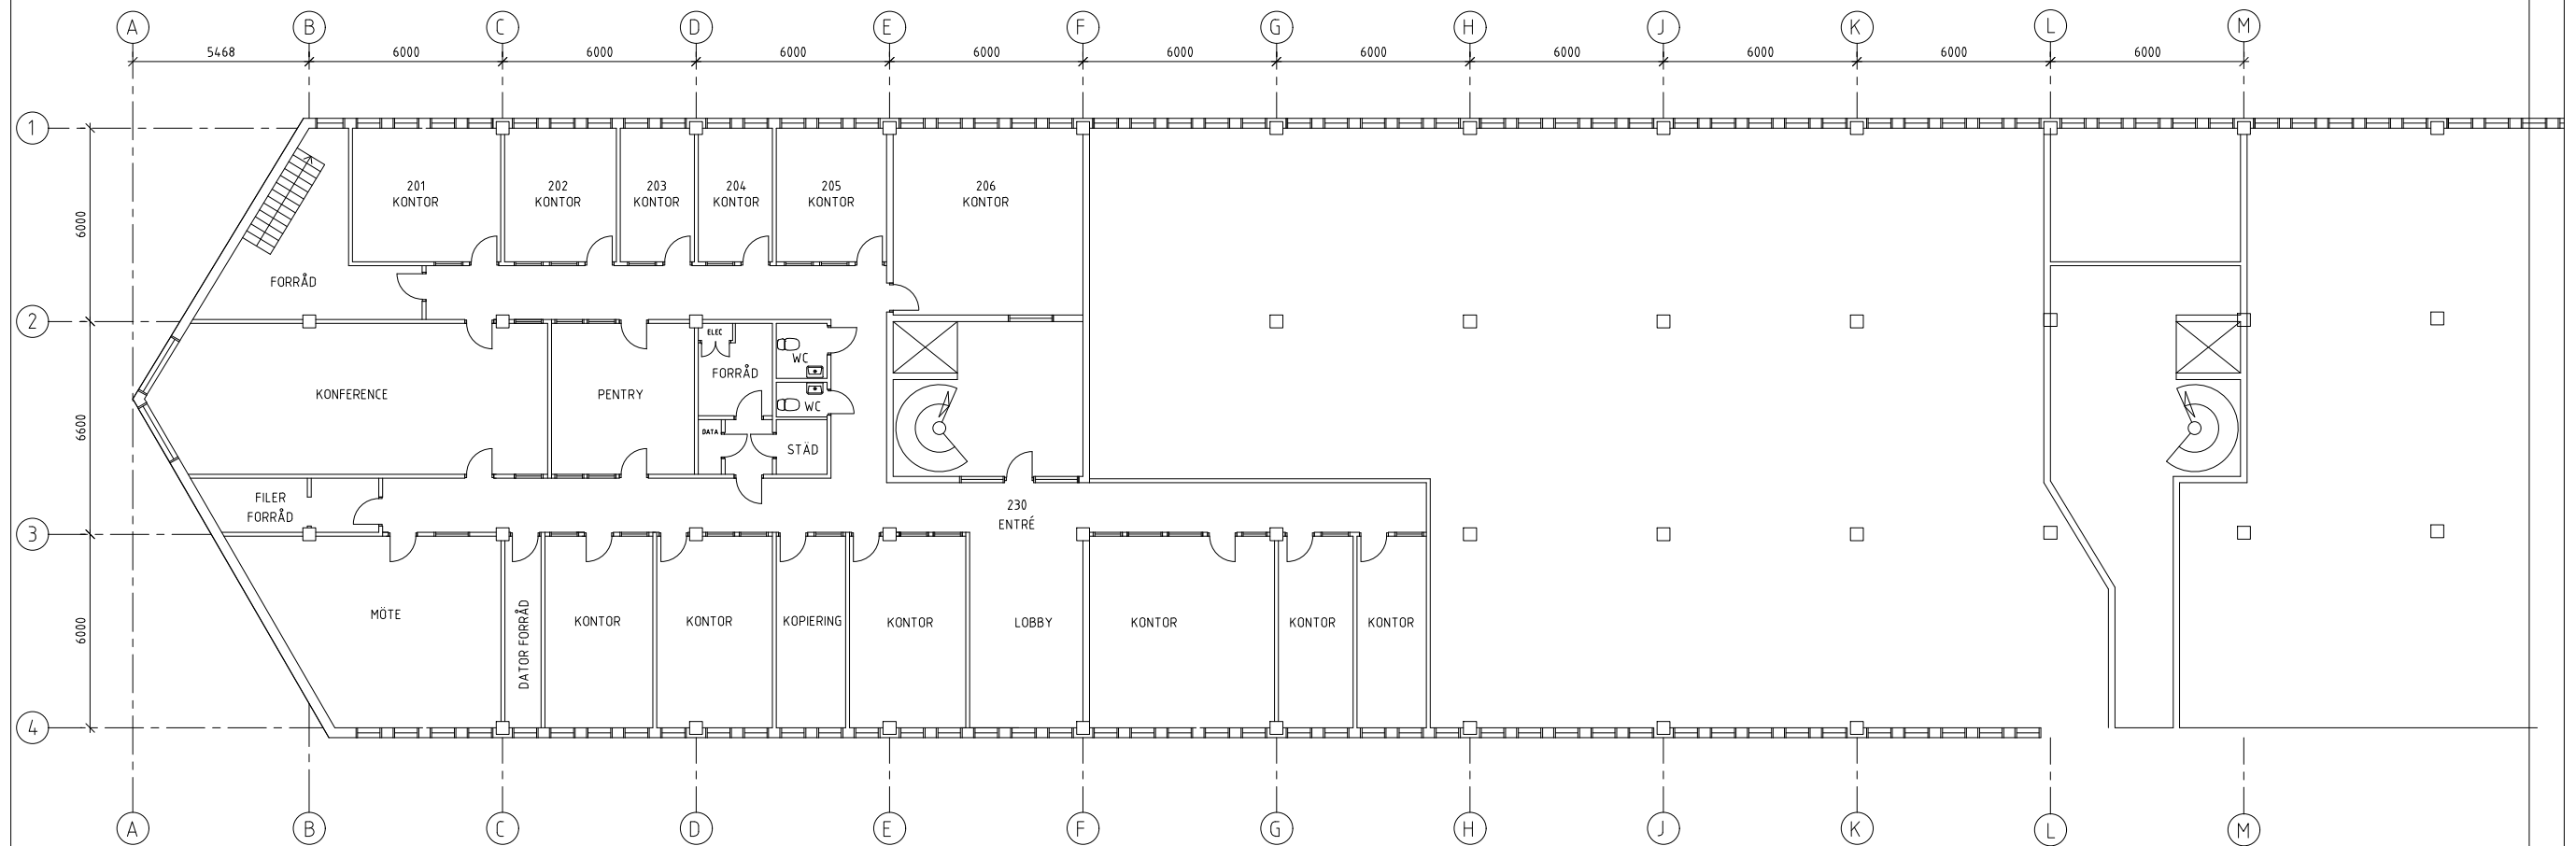 A B C D E F G H J K L M
5468 6000 6000 6000 6000 6000 6000 6000 6000 6000 6000
1
201 202 203 204 205 206
KONTOR KONTOR KONTOR KONTOR KONTOR KONTOR
6000
FORRÅD
2
ELEC
WC
FORRÅD
KONFERENCE PENTRY
WC
6600
DATA
STÄD
FILER
FORRÅD
230
ENTRÉ
3
MÖTE
DATOR FORRÅD
KONTOR KONTOR KOPIERING KONTOR LOBBY KONTOR KONTOR KONTOR
6000
4
A B C D E F G H J K L M